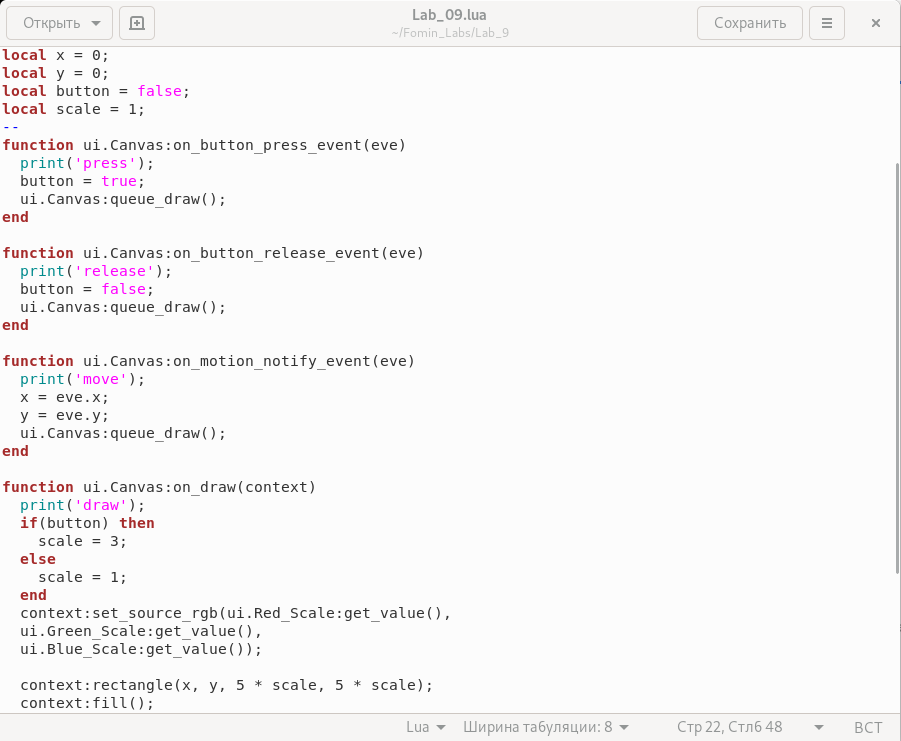 Открыть
Lab_09.lua
~/Fomin_Labs/Lab_9
Сохранить
local x = 0;
local y = 0;
local button = false;
local scale = 1;
--
function ui.Canvas:on_button_press_event(eve)
  print('press');
  button = true;
  ui.Canvas:queue_draw();
end

function ui.Canvas:on_button_release_event(eve)
  print('release');
  button = false;
  ui.Canvas:queue_draw();
end

function ui.Canvas:on_motion_notify_event(eve)
  print('move');
  x = eve.x;
  y = eve.y;
  ui.Canvas:queue_draw();
end

function ui.Canvas:on_draw(context)
  print('draw');
  if(button) then
    scale = 3;
  else
    scale = 1;
  end
  context:set_source_rgb(ui.Red_Scale:get_value(),
  ui.Green_Scale:get_value(),
  ui.Blue_Scale:get_value());

  context:rectangle(x, y, 5 * scale, 5 * scale);
  context:fill();
Lua
Ширина табуляции: 8
Стр 22, Стлб 48
ВСТ